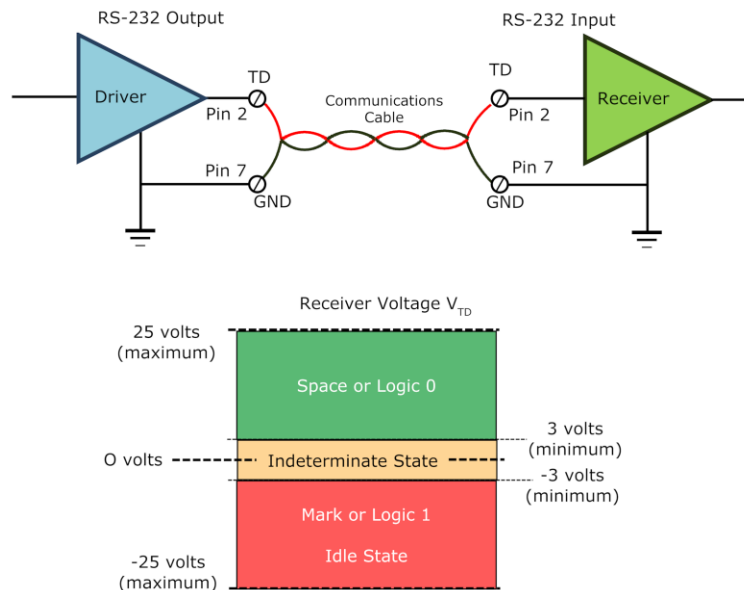 RS-232 Output
RS-232 Input
TD
TD
Driver
Communications
Cable
Receiver
Pin 2
Pin 2
Pin 7
Pin 7
GND
GND
Receiver Voltage VTD
25 volts
(maximum)
Space or Logic 0
3 volts
(minimum)
O volts
Indeterminate State
-3 volts
(minimum)
Mark or Logic 1
Idle State
-25 volts
(maximum)